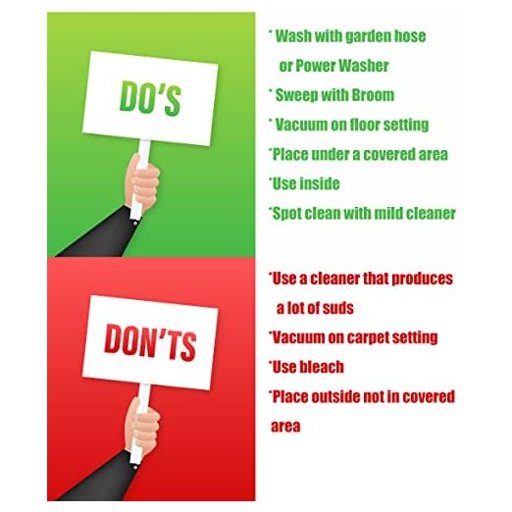 DO'S
* Wash with garden hose
or Power Washer
* Sweep with Broom
* Vacuum on floor setting
*Place under a covered area
*Use inside
*Spot clean with mild cleaner
DON'TS
*Use a cleaner that produces
a lot of suds
*Vacuum on carpet setting
*Use bleach
*Place outside not in covered
area